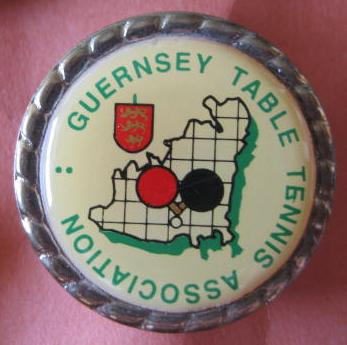 GUERNSEY TABLE TENNIS ASSOCIATION :